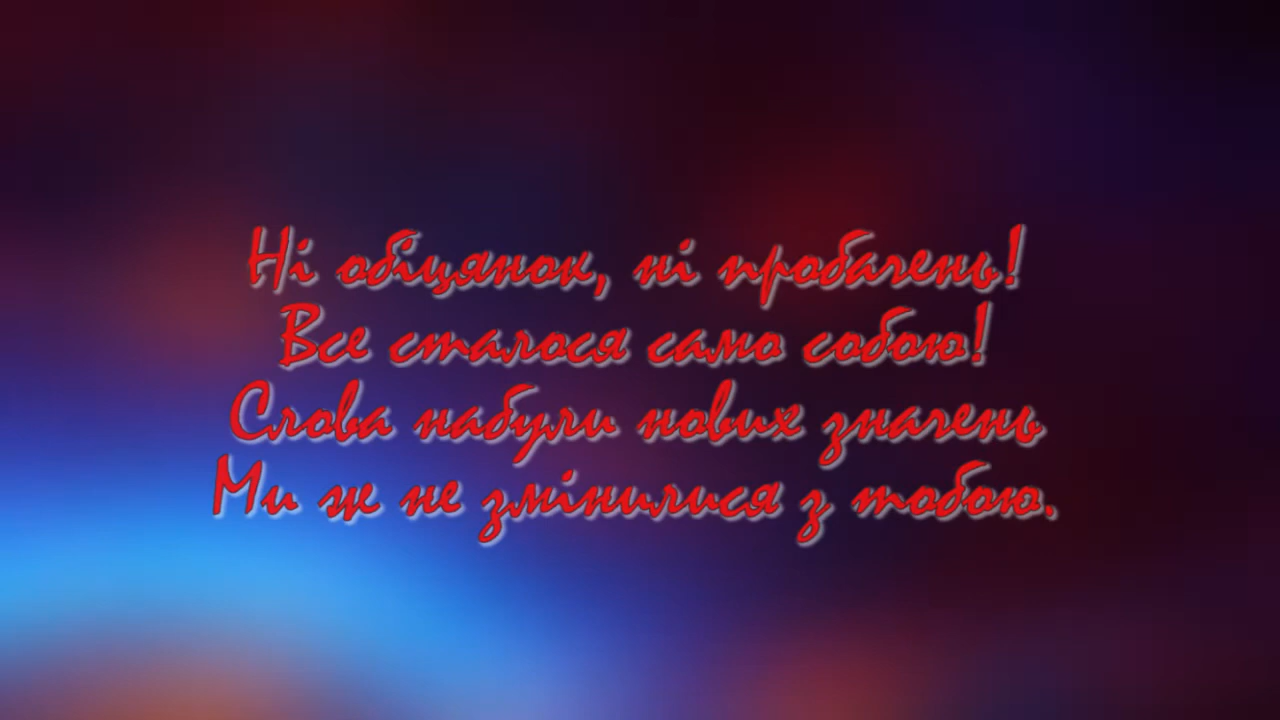 Ні обіцянок, ні пробачень!
Все сталося само собою!
Слова набули нових значень
Ми ж не змінилися з тобою.